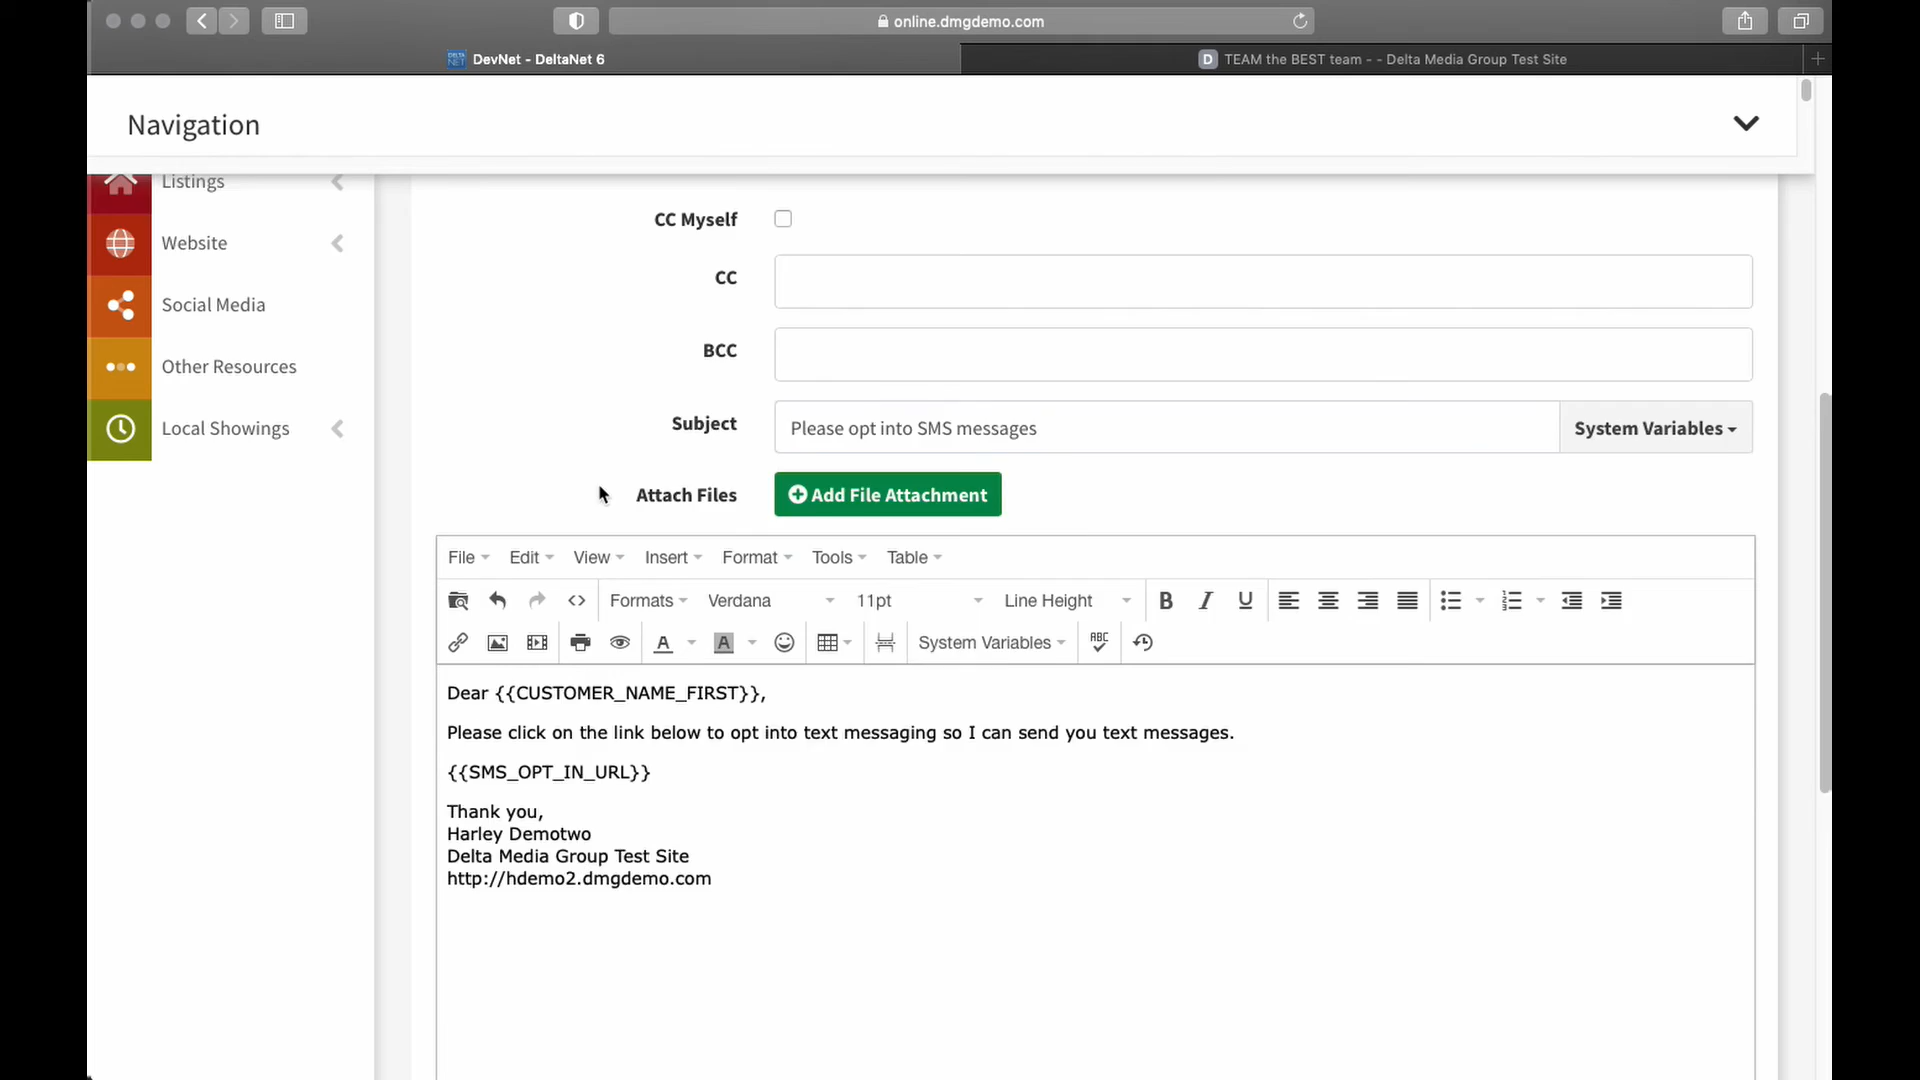 online.dmgdemo.com
DELTA NET DevNet - DeltaNet 6
D TEAM the BEST team - - Delta Media Group Test Site
Navigation
Listings
Website
Social Media
Other Resources
Local Showings
CC Myself
CC
BCC
Subject Please opt into SMS messages System Variables
Attach Files Add File Attachment
File Edit View Insert Format Tools Table
Formats Verdana 11pt Line Height B I U
A A System Variables ABC
Dear {{CUSTOMER_NAME_FIRST}},
Please click on the link below to opt into text messaging so I can send you text messages.
{{SMS_OPT_IN_URL}}
Thank you,
Harley Demotwo
Delta Media Group Test Site
http://hdemo2.dmgdemo.com